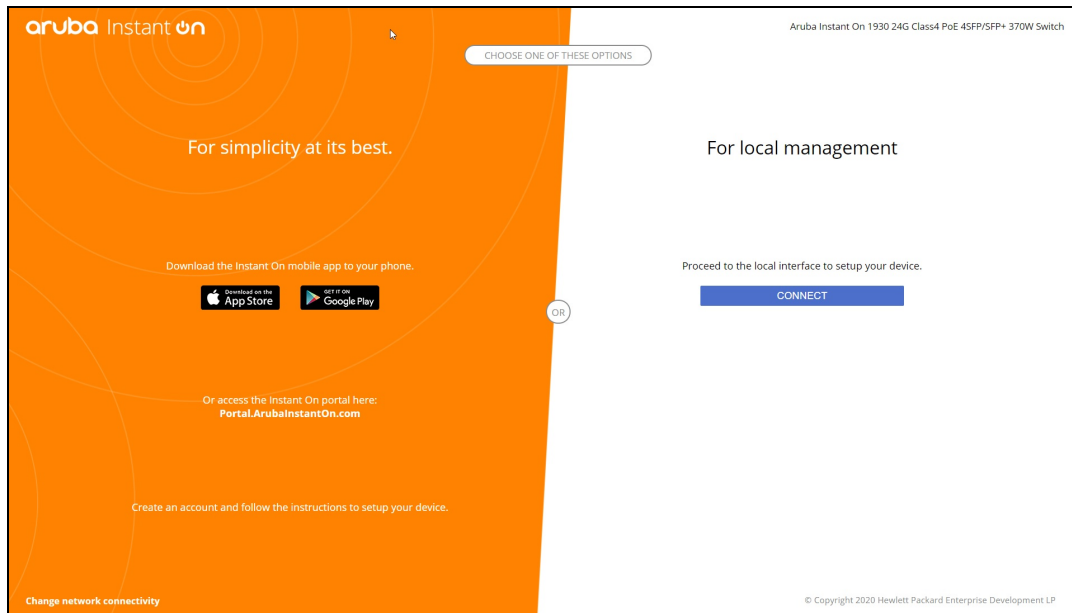 aruba Instant On
Aruba Instant On 1930 24G Class4 PoE 4SFP/SFP+ 370W Switch
CHOOSE ONE OF THESE OPTIONS
For simplicity at its best.
Download the Instant On mobile app to your phone.
Download on the
App Store
GET IT ON
Google Play
Or access the Instant On portal here:
Portal.ArubaInstantOn.com
Create an account and follow the instructions to setup your device.
Change network connectivity
OR
For local management
Proceed to the local interface to setup your device.
CONNECT
© Copyright 2020 Hewlett Packard Enterprise Development LP